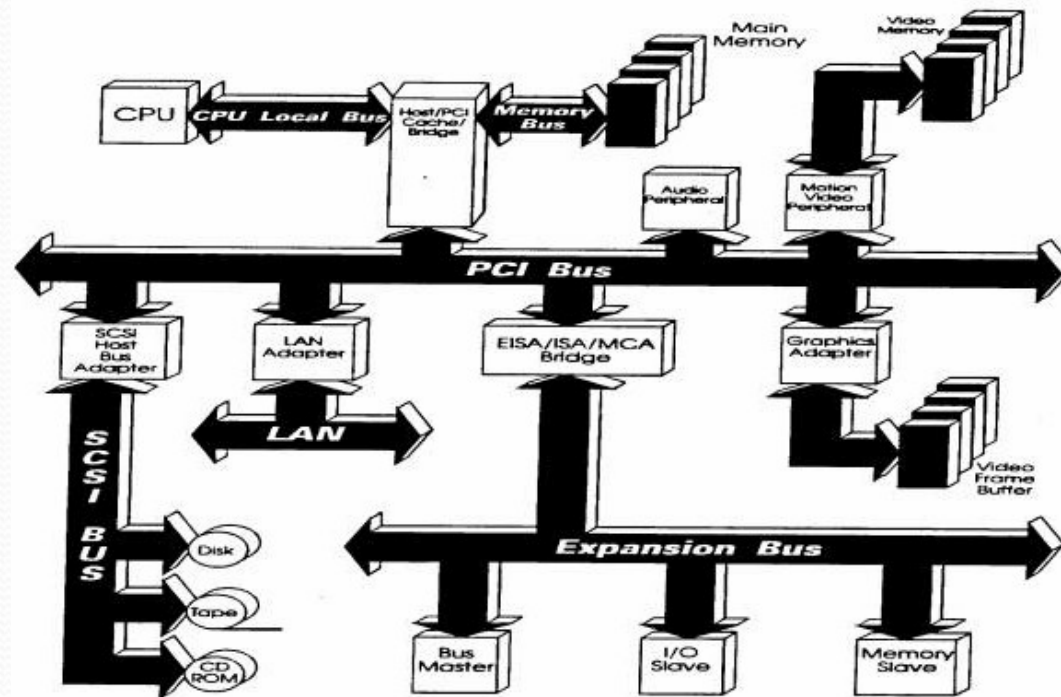 Main
Memory
Video
Memory
CPU
CPU Local Bus
Host/PCI
Cache/
Bridge
Memory
Bus
Audio
Peripheral
Motion
Video
Peripheral
PCI Bus
SCSI
Host
Bus
Adapter
LAN
Adapter
EISA/ISA/MCA
Bridge
Graphics
Adapter
LAN
SCSI BUS
Video
Frame
Buffer
Disk
Expansion Bus
Tape
CD
ROM
Bus
Master
I/O
Slave
Memory
Slave